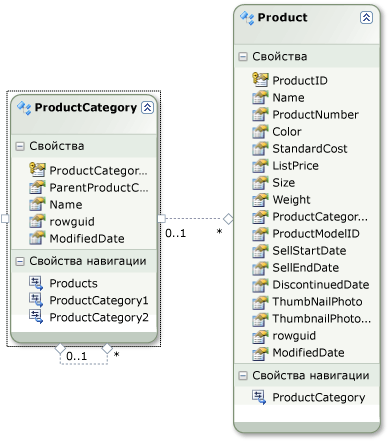 ProductCategory
Свойства
ProductCategor...
ParentProductC...
Name
rowguid
ModifiedDate
Свойства навигации
Products
ProductCategory1
ProductCategory2
0..1
*
0..1
*
Product
Свойства
ProductID
Name
ProductNumber
Color
StandardCost
ListPrice
Size
Weight
ProductCategor...
ProductModelID
SellStartDate
SellEndDate
DiscontinuedDate
ThumbNailPhoto
ThumbnailPhoto...
rowguid
ModifiedDate
Свойства навигации
ProductCategory